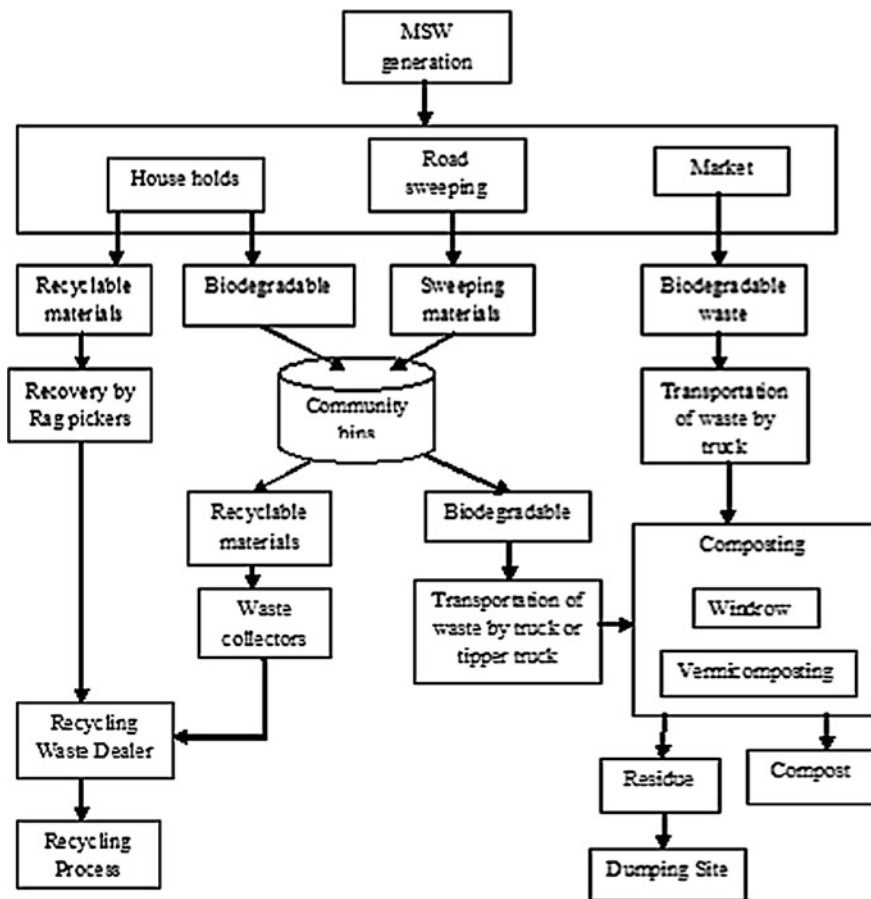 MSW
generation
House holds
Road
sweeping
Market
Recyclable
materials
Biodegradable
Sweeping
materials
Biodegradable
waste
Recovery by
Rag pickers
Community
bins
Transportation
of waste by
truck
Recyclable
materials
Biodegradable
Composting
Windrow
Vermicomposting
Waste
collectors
Transportation of
waste by truck or
tipper truck
Recycling
Waste Dealer
Residue
Compost
Recycling
Process
Dumping Site